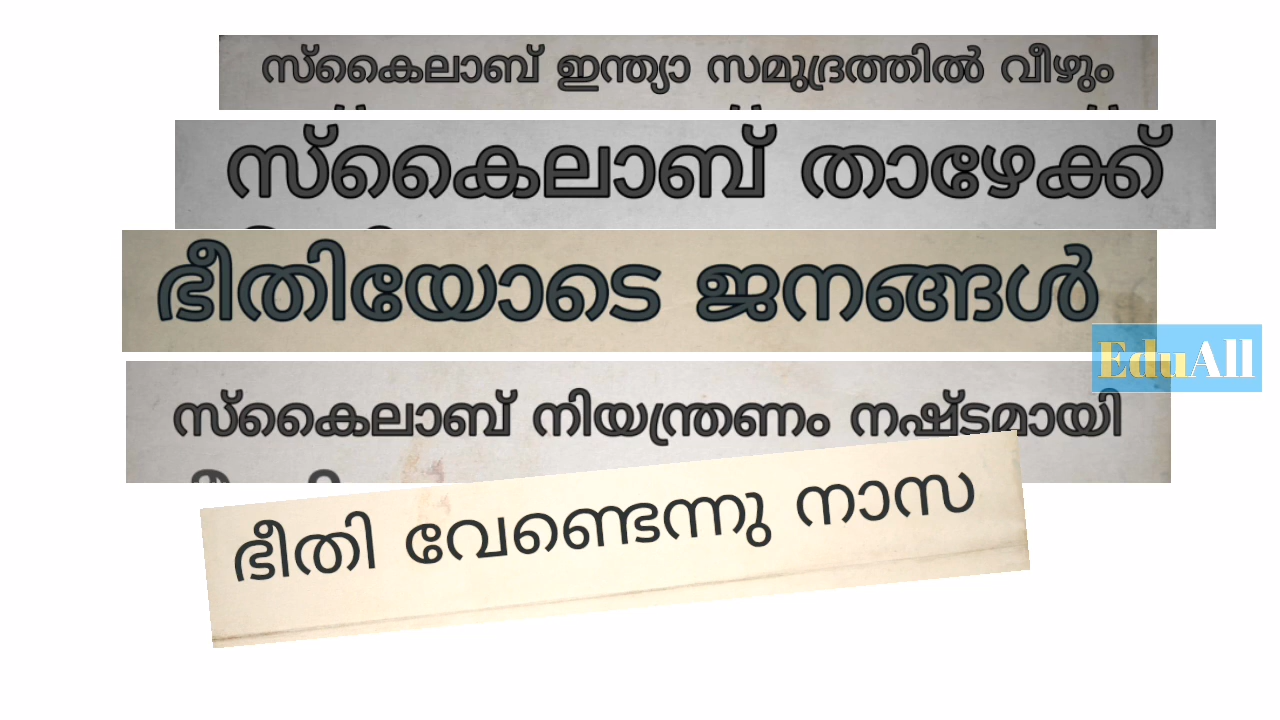 സ്കൈലാബ് ഇന്ത്യാ സമുദ്രത്തിൽ വീഴും
സ്കൈലാബ് താഴേക്ക്
ഭീതിയോടെ ജനങ്ങൾ
EduAll
സ്കൈലാബ് നിയന്ത്രണം നഷ്ടമായി
ഭീതി വേണ്ടെന്നു നാസ